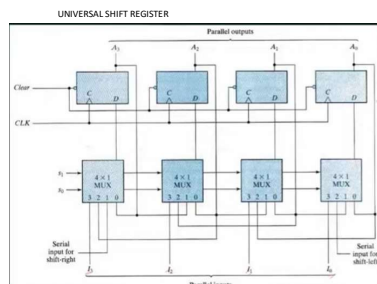 UNIVERSAL SHIFT REGISTER
Parallel outputs
A3 A2 A1 A0
Clear
C D C D C D C D
CLK
s1
s0
4 × 1 MUX 4 × 1 MUX 4 × 1 MUX 4 × 1 MUX
3 2 1 0 3 2 1 0 3 2 1 0 3 2 1 0
Serial input for shift-right
Serial input for shift-left
I3 I2 I1 I0
Parallel inputs